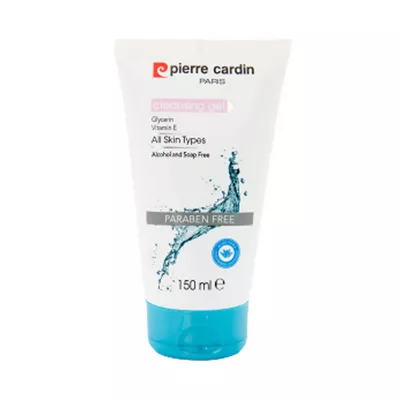 pierre cardin
PARIS
cleansing gel
Glycerin
Vitamin E
All Skin Types
Alcohol and Soap Free
PARABEN FREE
150 ml e